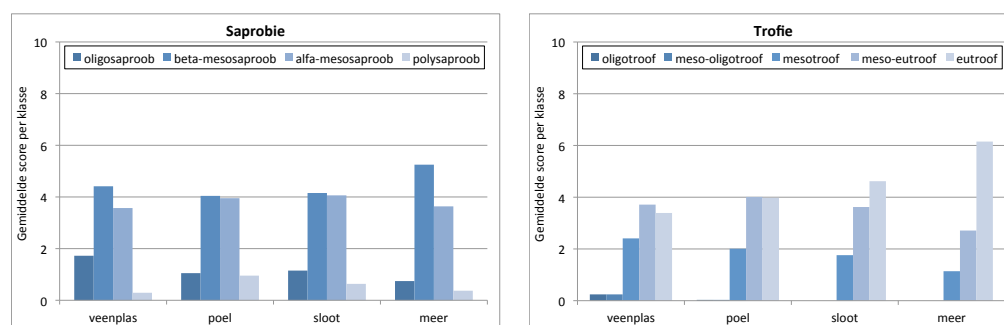 Saprobie
10
oligosaproob beta-mesosaproob alfa-mesosaproob polysaproob
8
6
4
2
0
Gemiddelde score per klasse
veenplas poel sloot meer
Trofie
10
oligotroof meso-oligotroof mesotroof meso-eutroof eutroof
8
6
4
2
0
Gemiddelde score per klasse
veenplas poel sloot meer